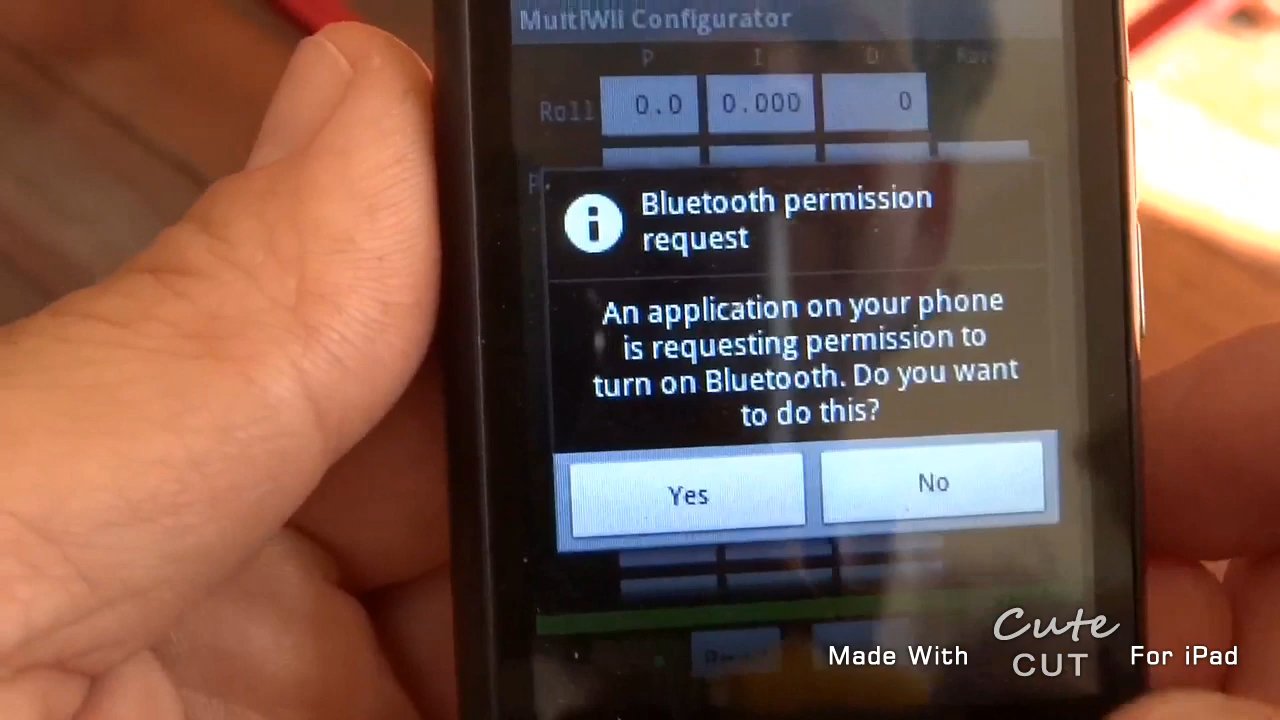 MultiWii Configurator
P I D
Roll 0.0 0.000 0
Bluetooth permission
request
An application on your phone
is requesting permission to
turn on Bluetooth. Do you want
to do this?
Yes No
Made With Cute CUT For iPad